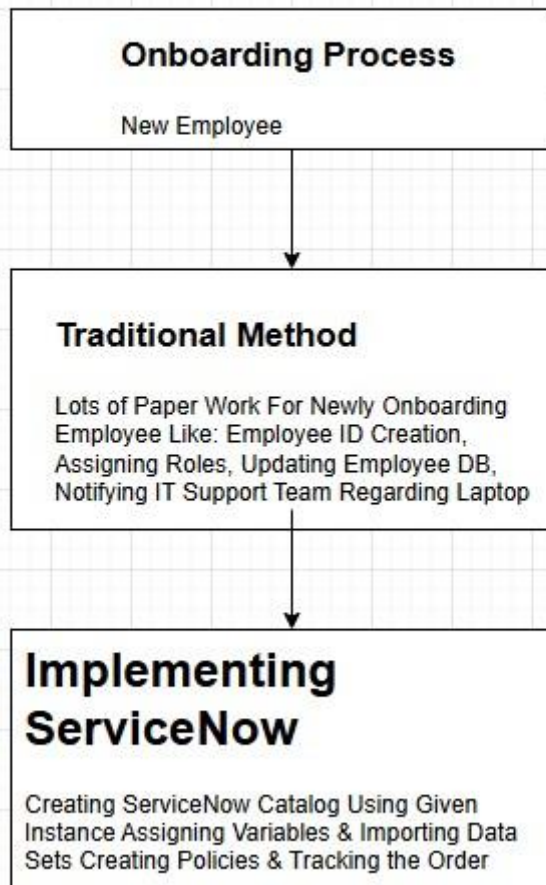 Onboarding Process
New Employee
Traditional Method
Lots of Paper Work For Newly Onboarding
Employee Like: Employee ID Creation,
Assigning Roles, Updating Employee DB,
Notifying IT Support Team Regarding Laptop
Implementing
ServiceNow
Creating ServiceNow Catalog Using Given
Instance Assigning Variables & Importing Data
Sets Creating Policies & Tracking the Order